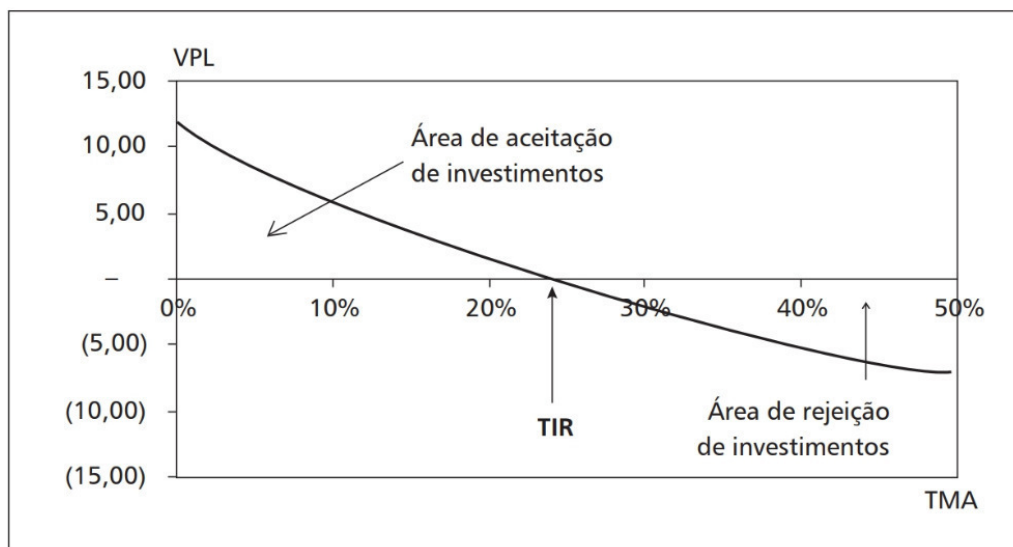 VPL
15,00
10,00
5,00
–
(5,00)
(10,00)
(15,00)
Área de aceitação
de investimentos
0% 10% 20% 30% 40% 50%
TIR
Área de rejeição
de investimentos
TMA